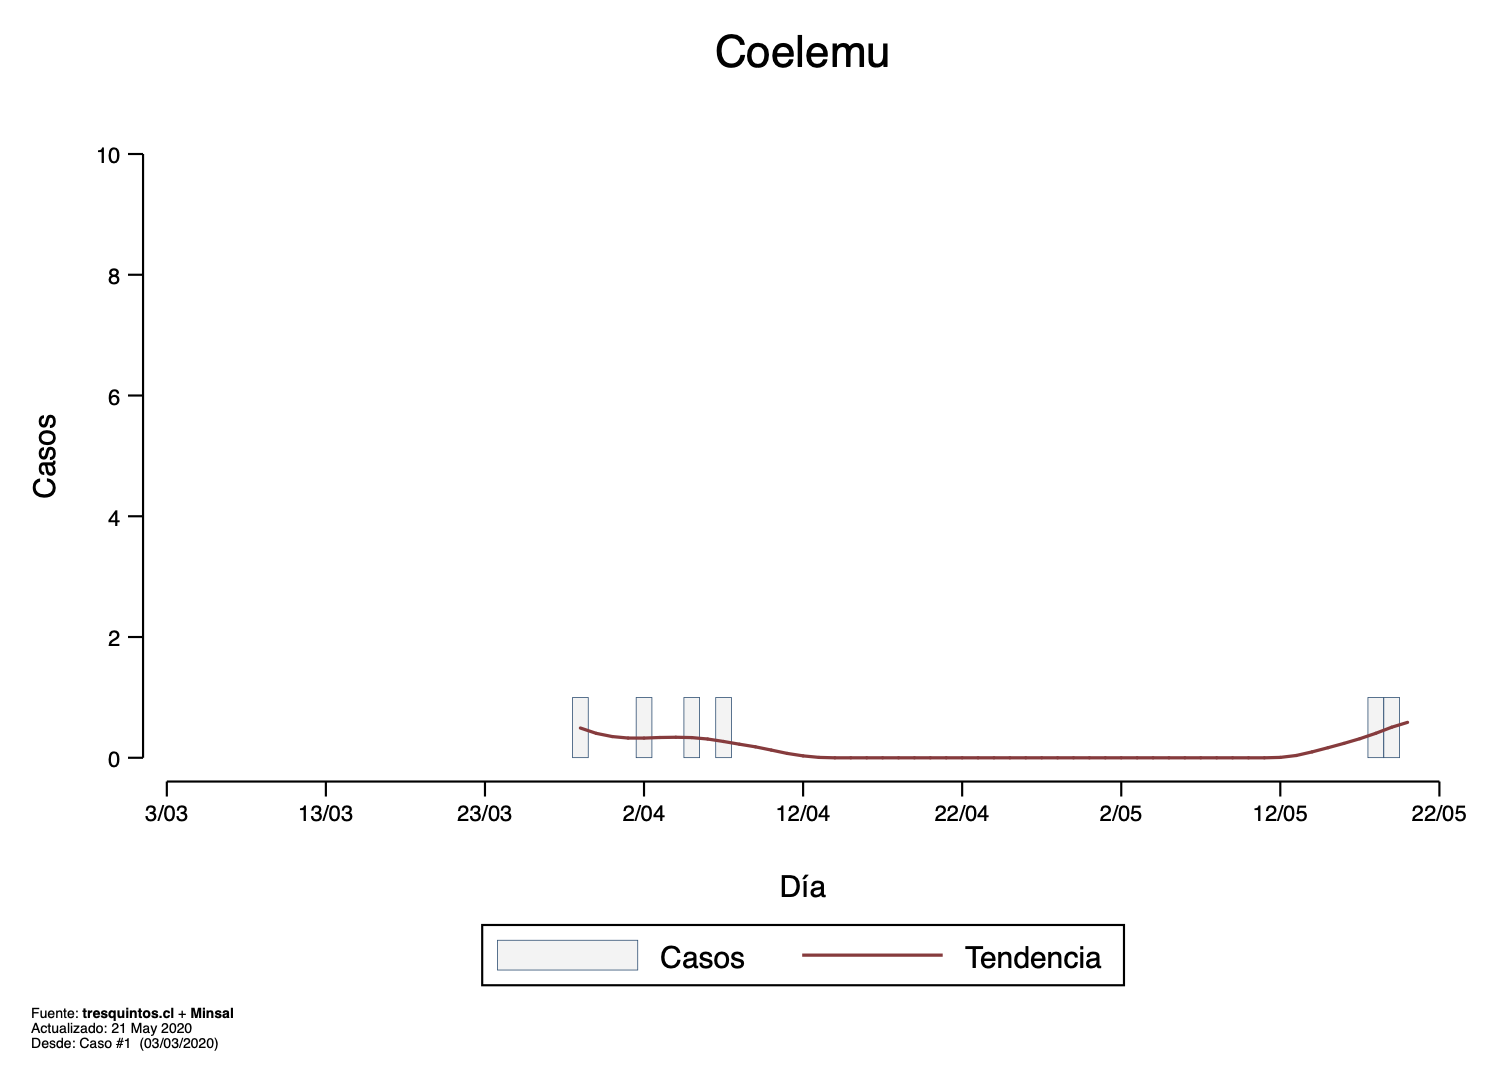 Coelemu
10
8
6
4
2
0
Casos
3/03 13/03 23/03 2/04 12/04 22/04 2/05 12/05 22/05
Día
Casos Tendencia
Fuente: tresquintos.cl + Minsal
Actualizado: 21 May 2020
Desde: Caso #1 (03/03/2020)